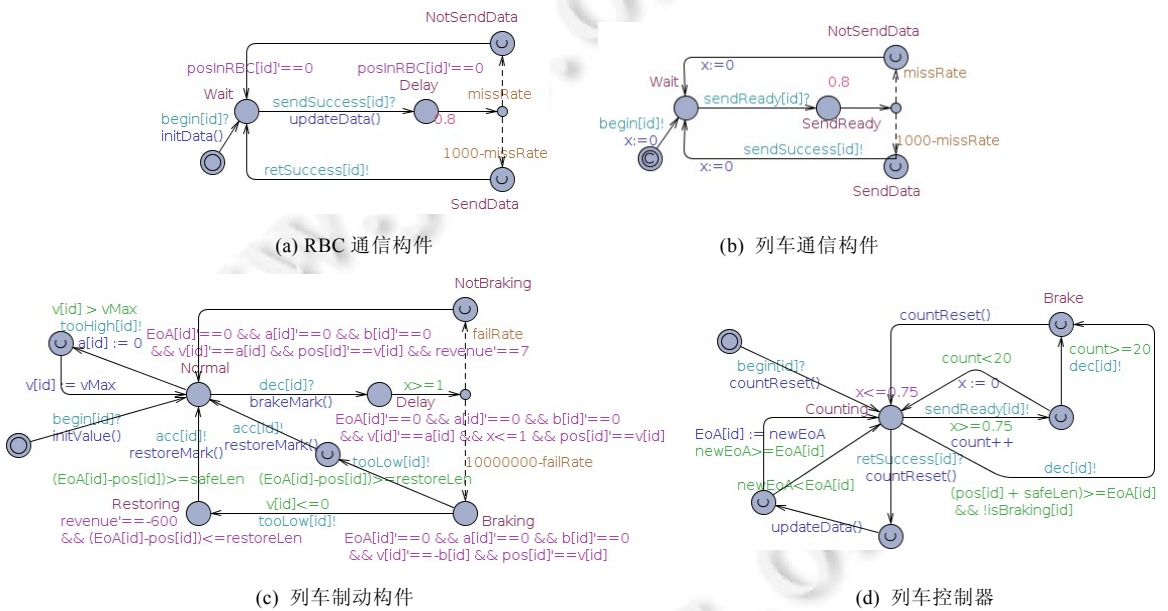 NotSendData
posInRBC[id]'==0
posInRBC[id]'==0
Delay
Wait
missRate
sendSuccess[id]?
begin[id]?
updateData()
0.8
initData()
1000-missRate
retSuccess[id]!
SendData
(a) RBC 通信构件
NotSendData
x:=0
Wait
0.8
missRate
sendReady[id]?
begin[id]!
x:=0
SendReady
1000-missRate
sendSuccess[id]!
x:=0
SendData
(b) 列车通信构件
NotBraking
v[id] > vMax
tooHigh[id]!
a[id] := 0
EoA[id]'==0 && a[id]'==0 && b[id]'==0
&& v[id]'==a[id] && pos[id]'==v[id] && revenue'==7
failRate
Normal
v[id] := vMax
dec[id]?
x>=1
brakeMark()
Delay
begin[id]?
initValue()
acc[id]!
restoreMark()
acc[id]!
restoreMark()
EoA[id]'==0 && a[id]'==0 && b[id]'==0
&& v[id]'==a[id] && x<=1 && pos[id]'==v[id]
tooLow[id]!
10000000-failRate
(EoA[id]-pos[id])>=safeLen
(EoA[id]-pos[id])>=restoreLen
Restoring
v[id]<=0
revenue'==-600
tooLow[id]!
Braking
&& (EoA[id]-pos[id])<=restoreLen
EoA[id]'==0 && a[id]'==0 && b[id]'==0
&& v[id]'==-b[id] && pos[id]'==v[id]
(c) 列车制动构件
Brake
countReset()
begin[id]?
countReset()
count<20
count>=20
dec[id]!
x := 0
x<=0.75
Counting
sendReady[id]!
x>=0.75
count++
EoA[id] := newEoA
newEoA>=EoA[id]
retSuccess[id]?
countReset()
dec[id]!
newEoA<EoA[id]
(pos[id] + safeLen)>=EoA[id]
&& !isBraking[id]
updateData()
(d) 列车控制器